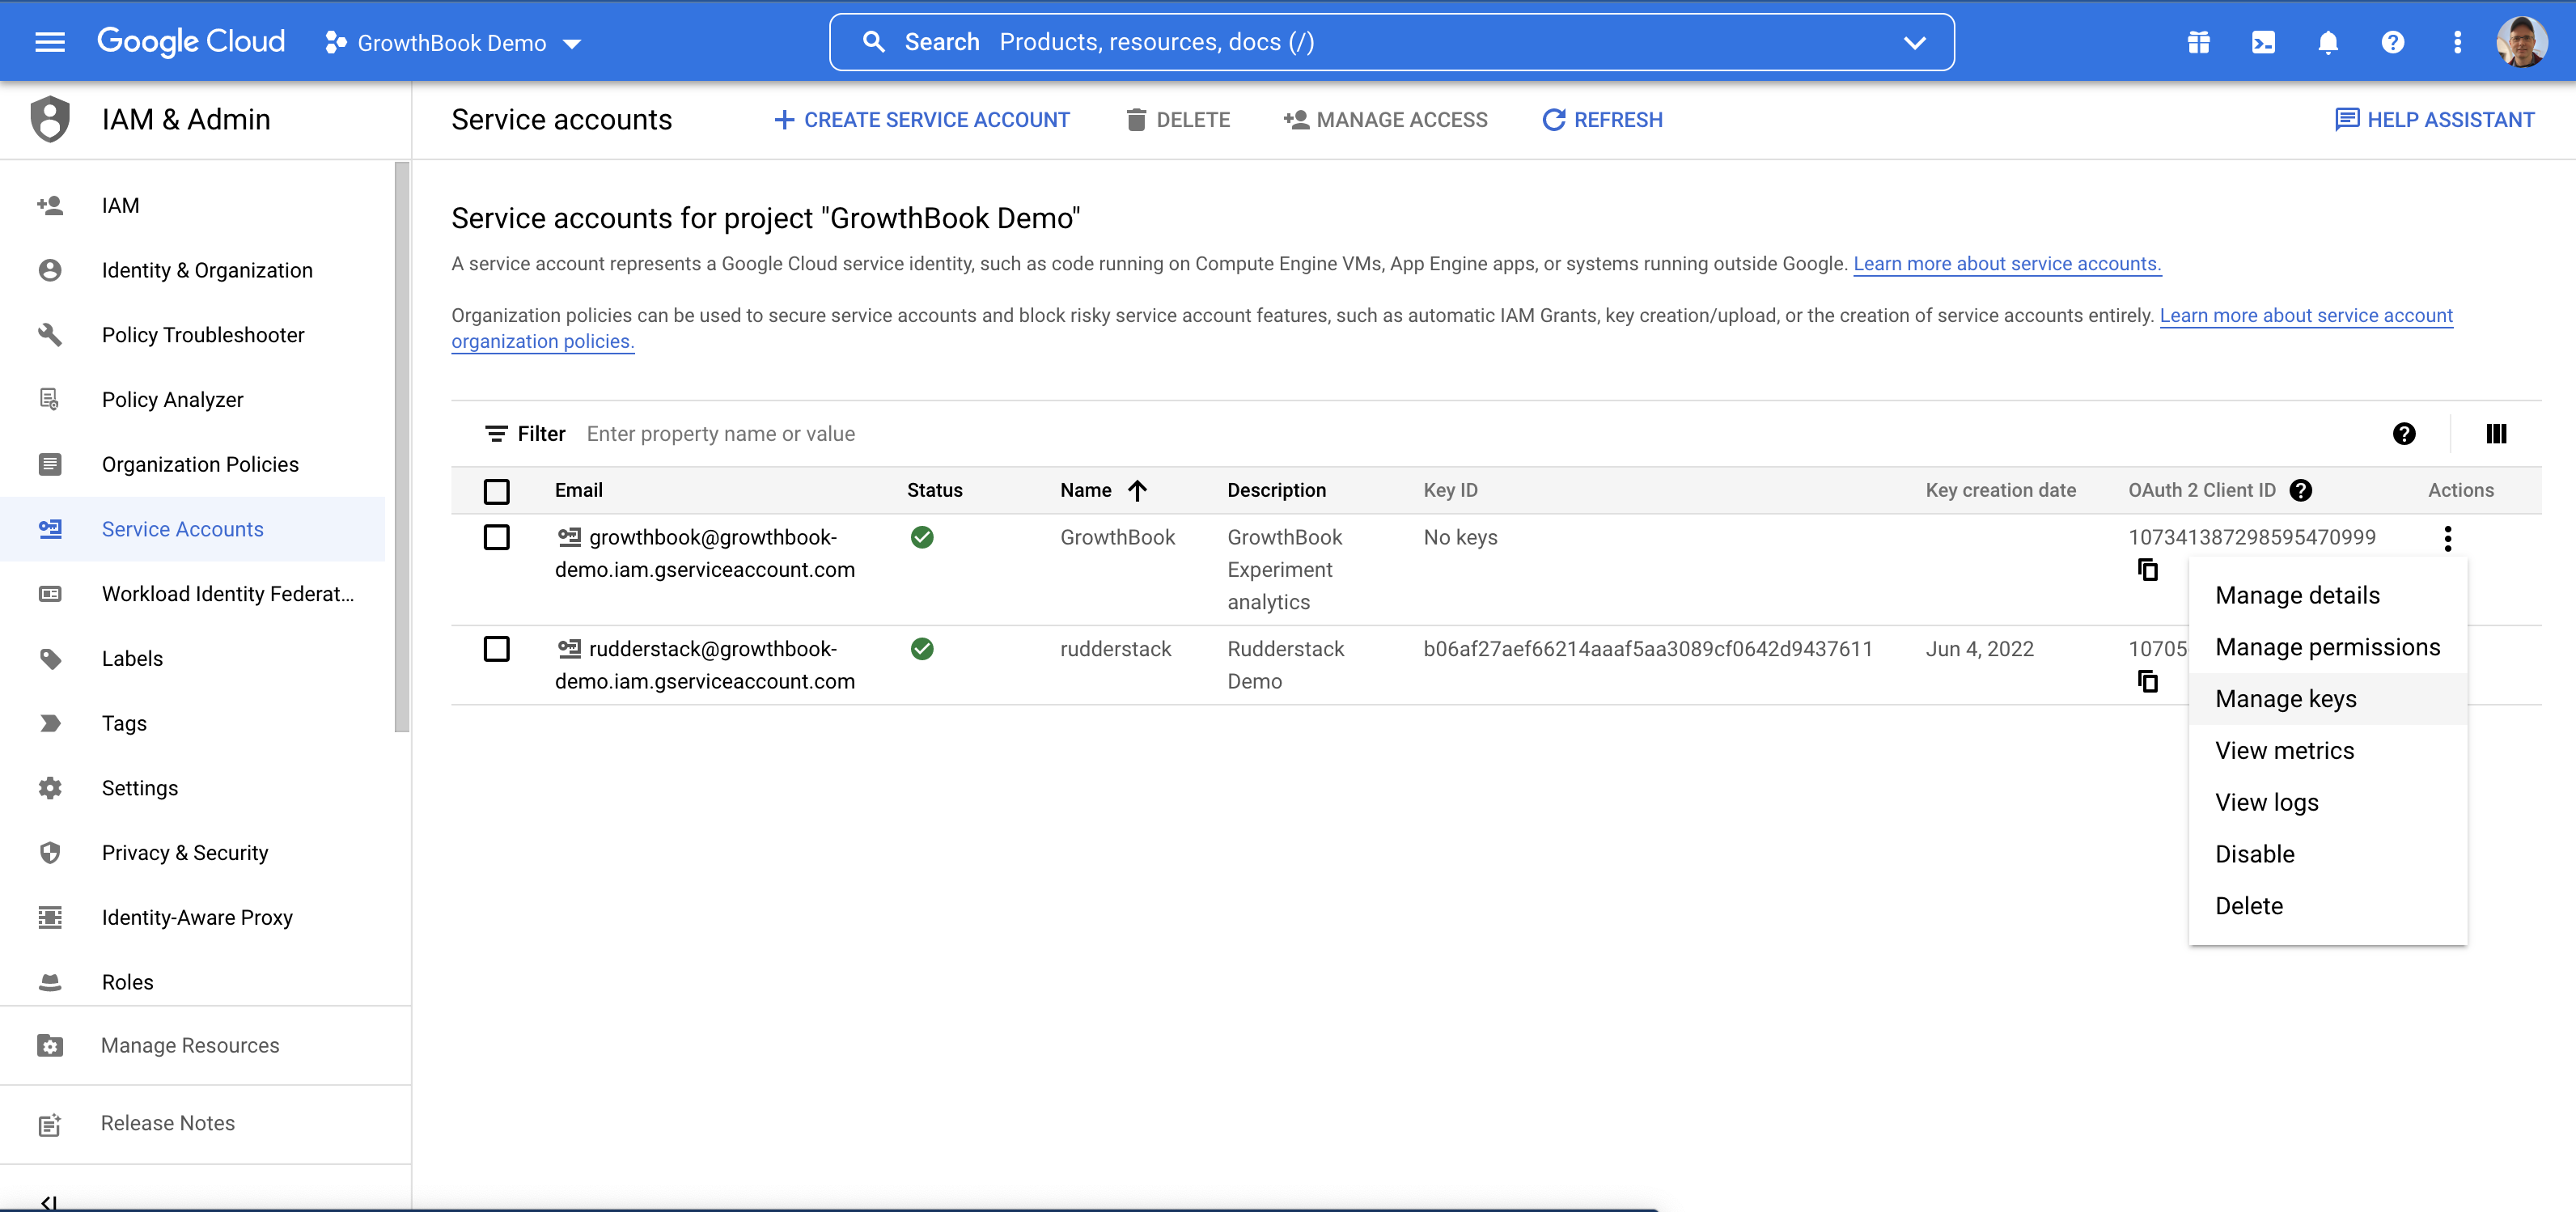 Google Cloud
GrowthBook Demo
Search Products, resources, docs (/)
IAM & Admin
Service accounts
CREATE SERVICE ACCOUNT
DELETE
MANAGE ACCESS
REFRESH
HELP ASSISTANT
IAM
Identity & Organization
Policy Troubleshooter
Policy Analyzer
Organization Policies
Service Accounts
Workload Identity Federat...
Labels
Tags
Settings
Privacy & Security
Identity-Aware Proxy
Roles
Manage Resources
Release Notes
Service accounts for project "GrowthBook Demo"
A service account represents a Google Cloud service identity, such as code running on Compute Engine VMs, App Engine apps, or systems running outside Google. Learn more about service accounts.
Organization policies can be used to secure service accounts and block risky service account features, such as automatic IAM Grants, key creation/upload, or the creation of service accounts entirely. Learn more about service account
organization policies.
Filter Enter property name or value
Email Status Name Description Key ID Key creation date OAuth 2 Client ID Actions
growthbook@growthbook- GrowthBook GrowthBook No keys 107341387298595470999
demo.iam.gserviceaccount.com Experiment
analytics
rudderstack@growthbook- rudderstack Rudderstack b06af27aef66214aaaf5aa3089cf0642d9437611 Jun 4, 2022 10705
demo.iam.gserviceaccount.com Demo
Manage details
Manage permissions
Manage keys
View metrics
View logs
Disable
Delete